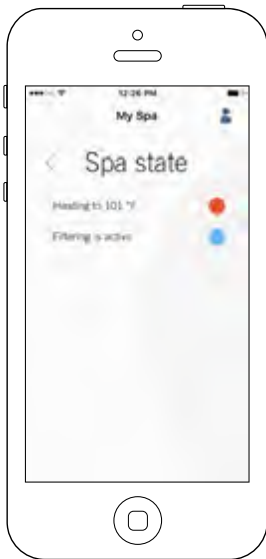 12:26 PM
My Spa
Spa state
Heating to 101 °F
Filtering is active